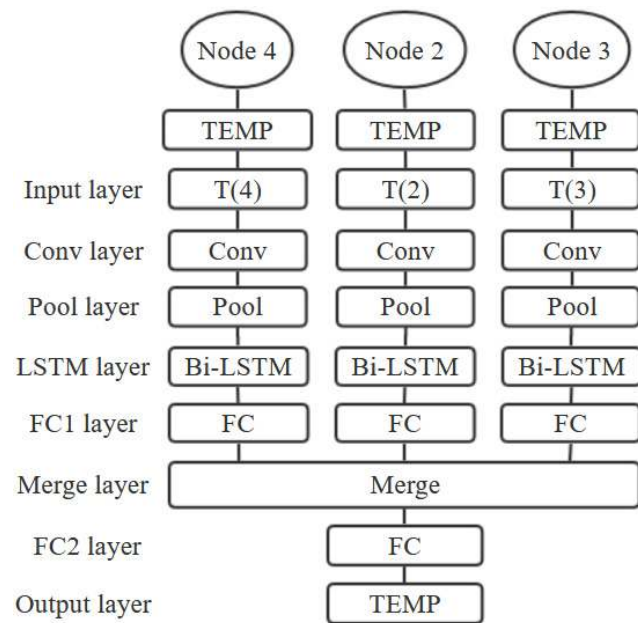 Node 4 Node 2 Node 3
TEMP TEMP TEMP
Input layer T(4) T(2) T(3)
Conv layer Conv Conv Conv
Pool layer Pool Pool Pool
LSTM layer Bi-LSTM Bi-LSTM Bi-LSTM
FC1 layer FC FC FC
Merge layer Merge
FC2 layer FC
Output layer TEMP